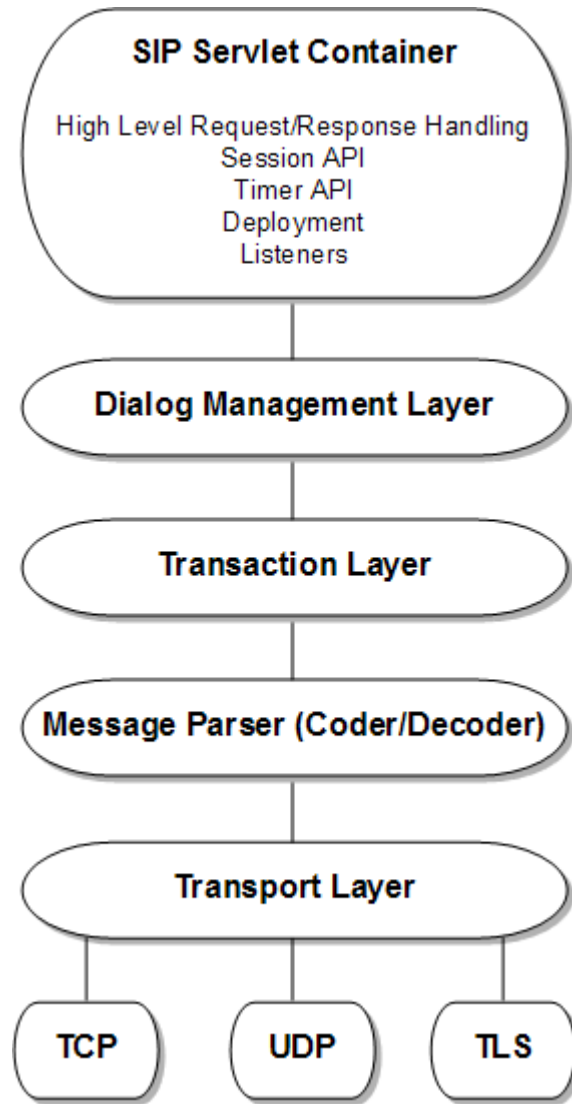 SIP Servlet Container
High Level Request/Response Handling
Session API
Timer API
Deployment
Listeners
Dialog Management Layer
Transaction Layer
Message Parser (Coder/Decoder)
Transport Layer
TCP
UDP
TLS